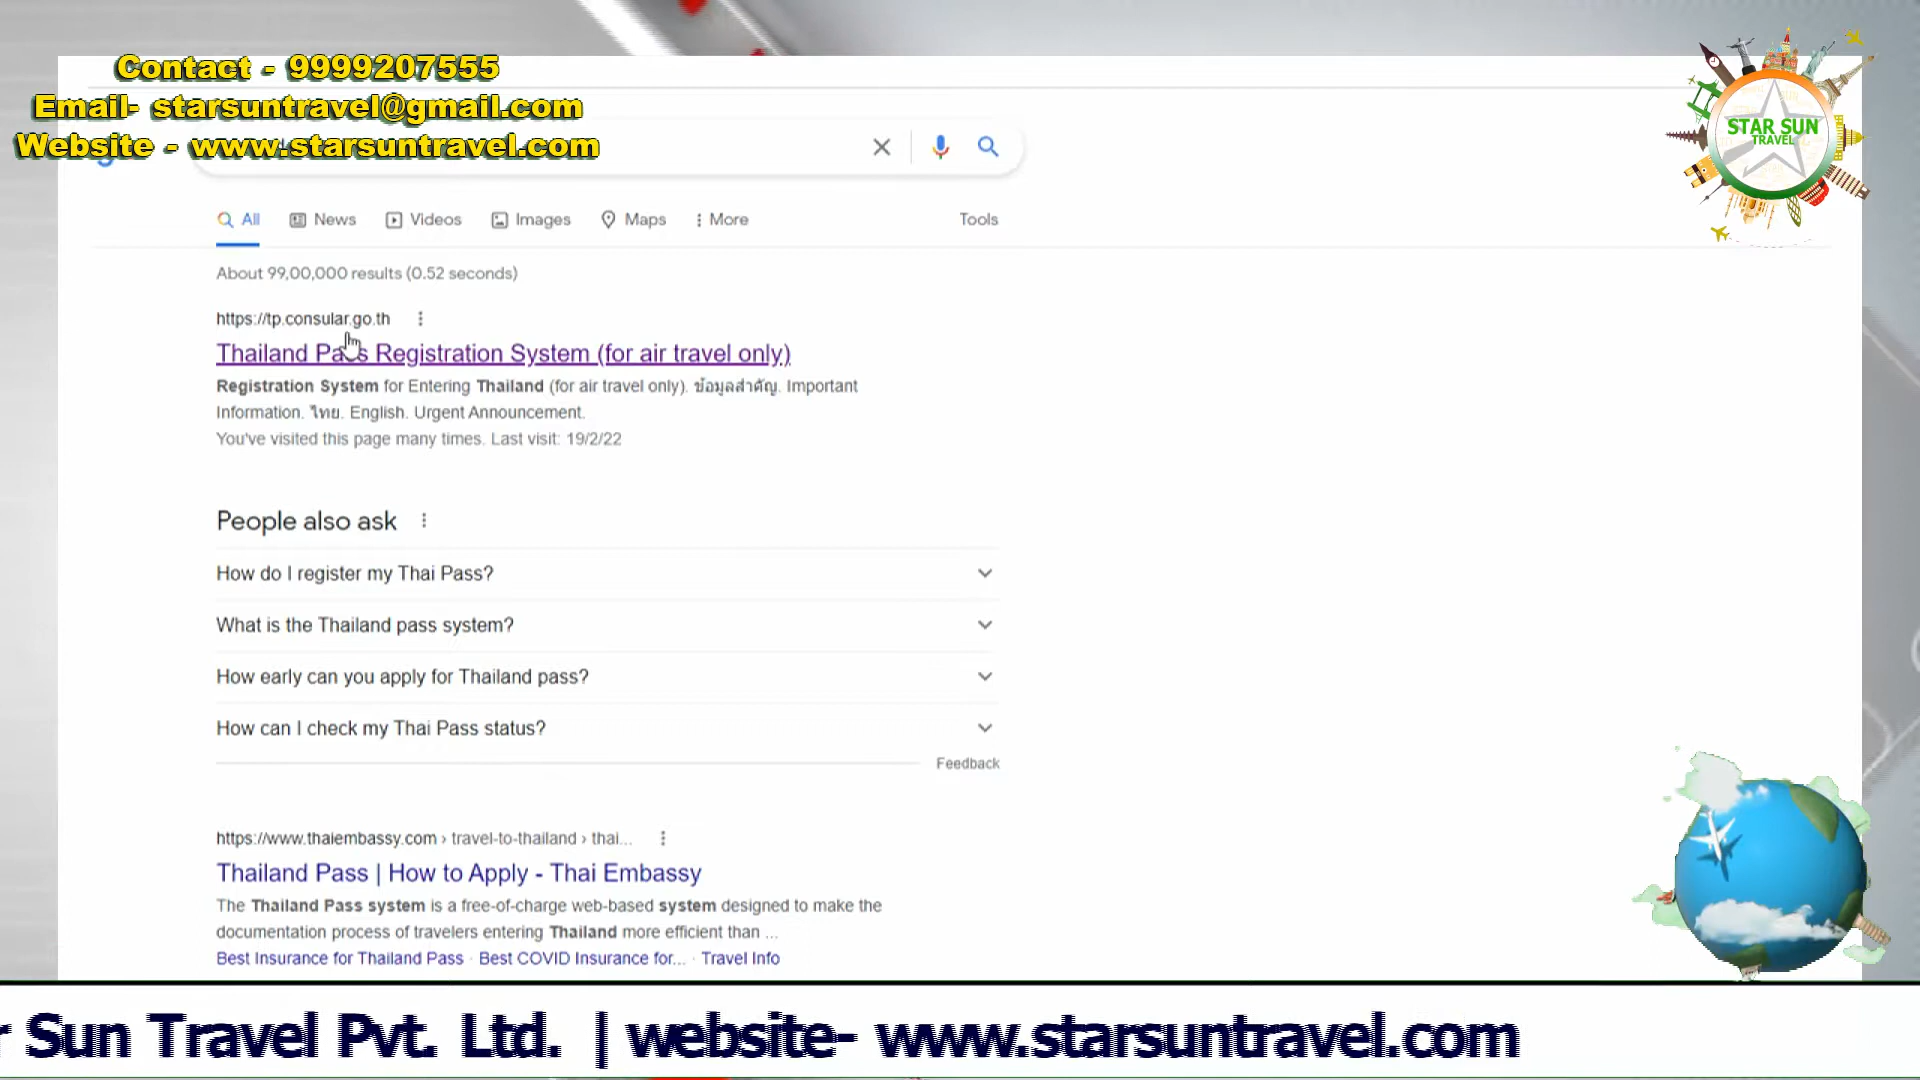 Contact - 9999207555
Email- starsuntravel@gmail.com
Website - www.starsuntravel.com
STAR SUN
TRAVEL
All News Videos Images Maps More Tools
About 99,00,000 results (0.52 seconds)
https://tp.consular.go.th
Thailand Pass Registration System (for air travel only)
Registration System for Entering Thailand (for air travel only). ข้อมูลสำคัญ. Important
Information. ไทย. English. Urgent Announcement.
You've visited this page many times. Last visit: 19/2/22
People also ask
How do I register my Thai Pass?
What is the Thailand pass system?
How early can you apply for Thailand pass?
How can I check my Thai Pass status?
Feedback
https://www.thaiembassy.com › travel-to-thailand › thai...
Thailand Pass | How to Apply - Thai Embassy
The Thailand Pass system is a free-of-charge web-based system designed to make the
documentation process of travelers entering Thailand more efficient than ...
Best Insurance for Thailand Pass · Best COVID Insurance for... · Travel Info
r Sun Travel Pvt. Ltd. | website- www.starsuntravel.com